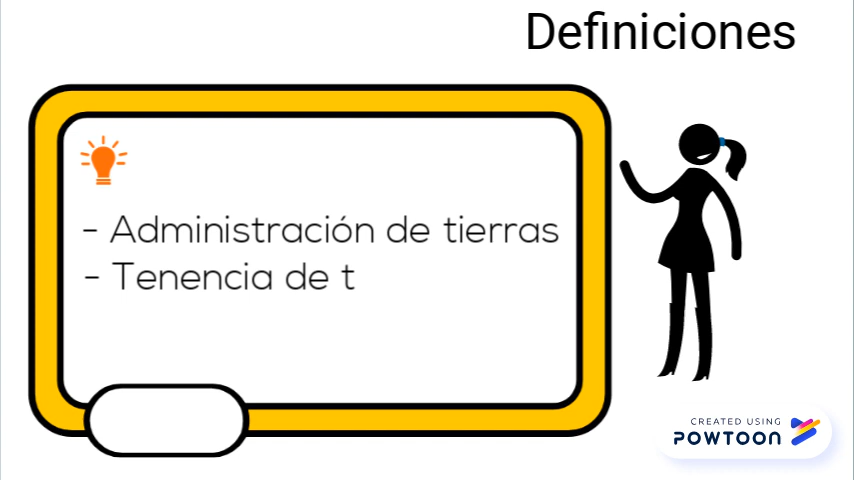 Definiciones
- Administración de tierras
- Tenencia de t
CREATED USING
POWTOON